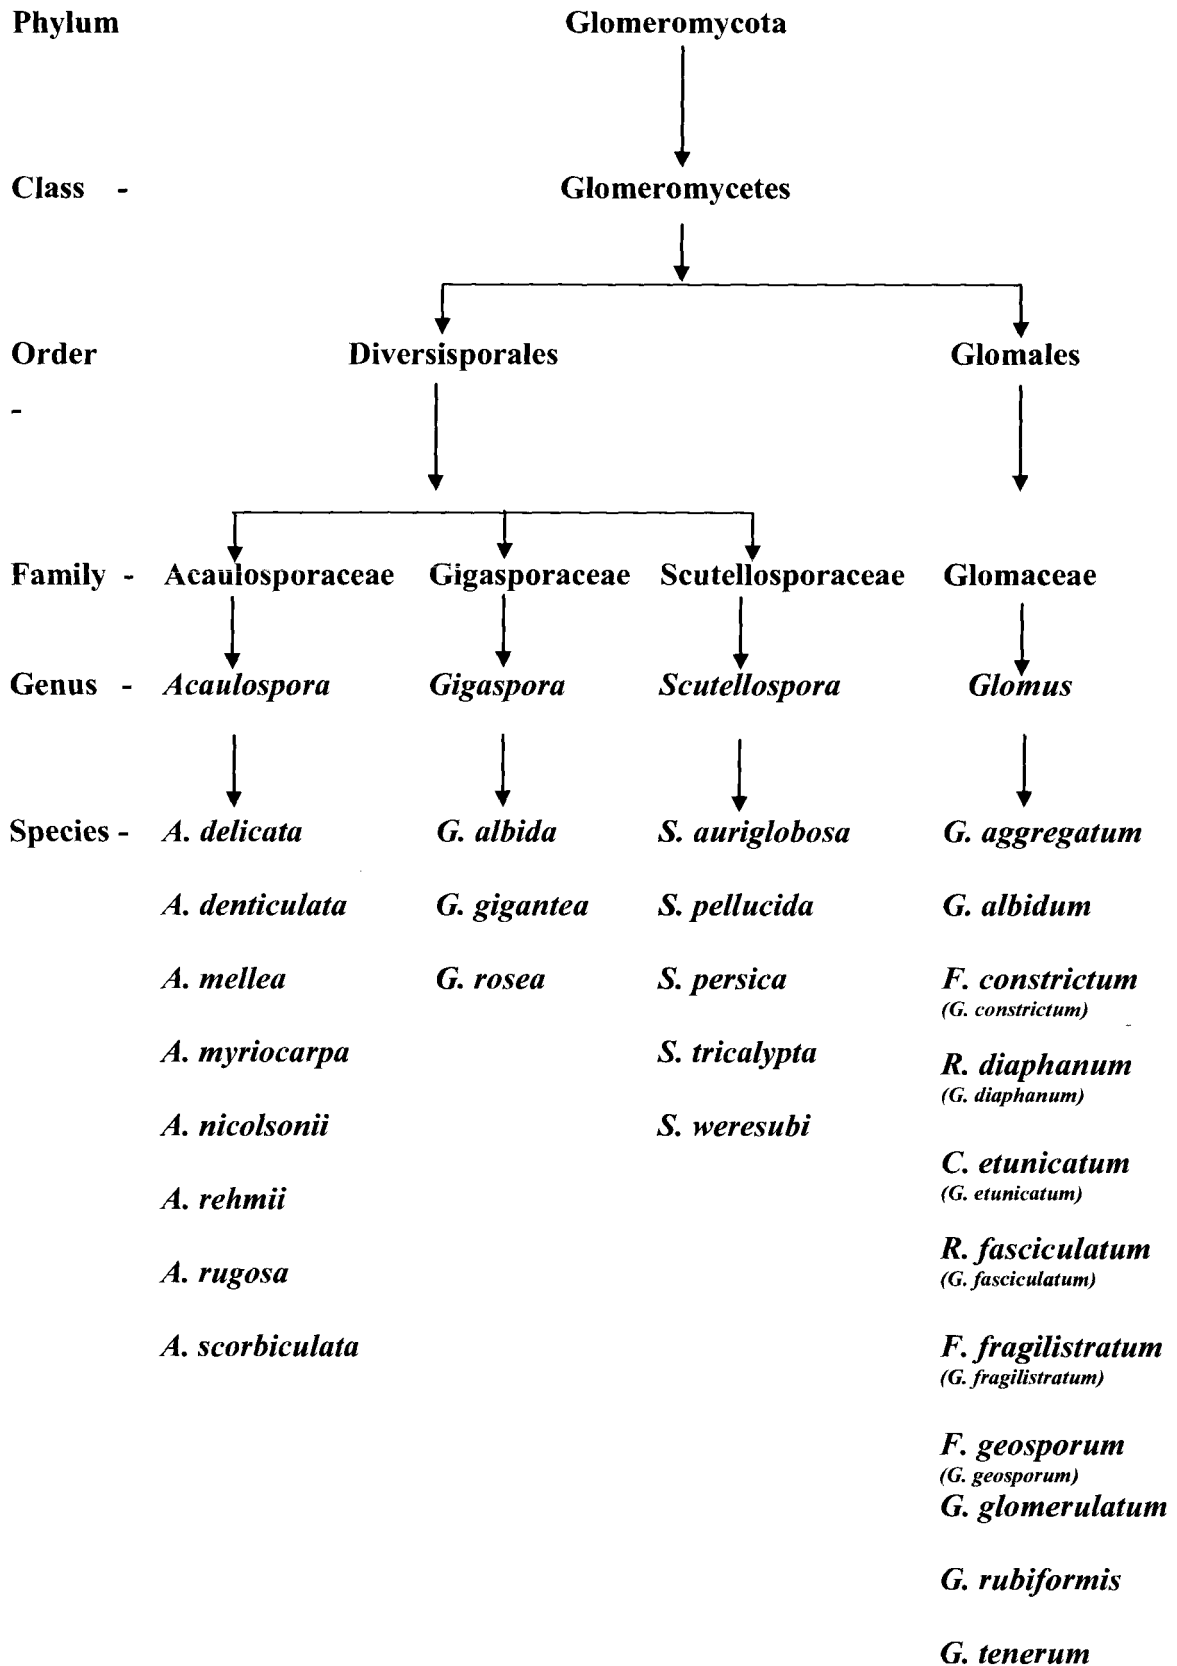 Phylum Glomeromycota
Class - Glomeromycetes
Order Diversisporales Glomales
-
Family - Acaulosporaceae Gigasporaceae Scutellosporaceae Glomaceae
Genus - Acaulospora Gigaspora Scutellospora Glomus
Species - A. delicata G. albida S. auriglobosa G. aggregatum
A. denticulata G. gigantea S. pellucida G. albidum
A. mellea G. rosea S. persica F. constrictum
(G. constrictum)
A. myriocarpa S. tricalypta R. diaphanum
(G. diaphanum)
A. nicolsonii S. weresubi C. etunicatum
(G. etunicatum)
A. rehmii R. fasciculatum
(G. fasciculatum)
A. rugosa
A. scorbiculata F. fragilistratum
(G. fragilistratum)
F. geosporum
(G. geosporum)
G. glomerulatum
G. rubiformis
G. tenerum